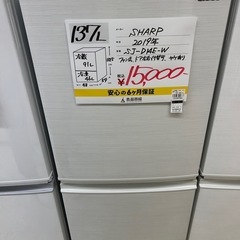 137L
SHARP
2019年
SJ-D14E-W
冷蔵
91L
冷凍
46L
¥15,000-
安心の6ヶ月保証